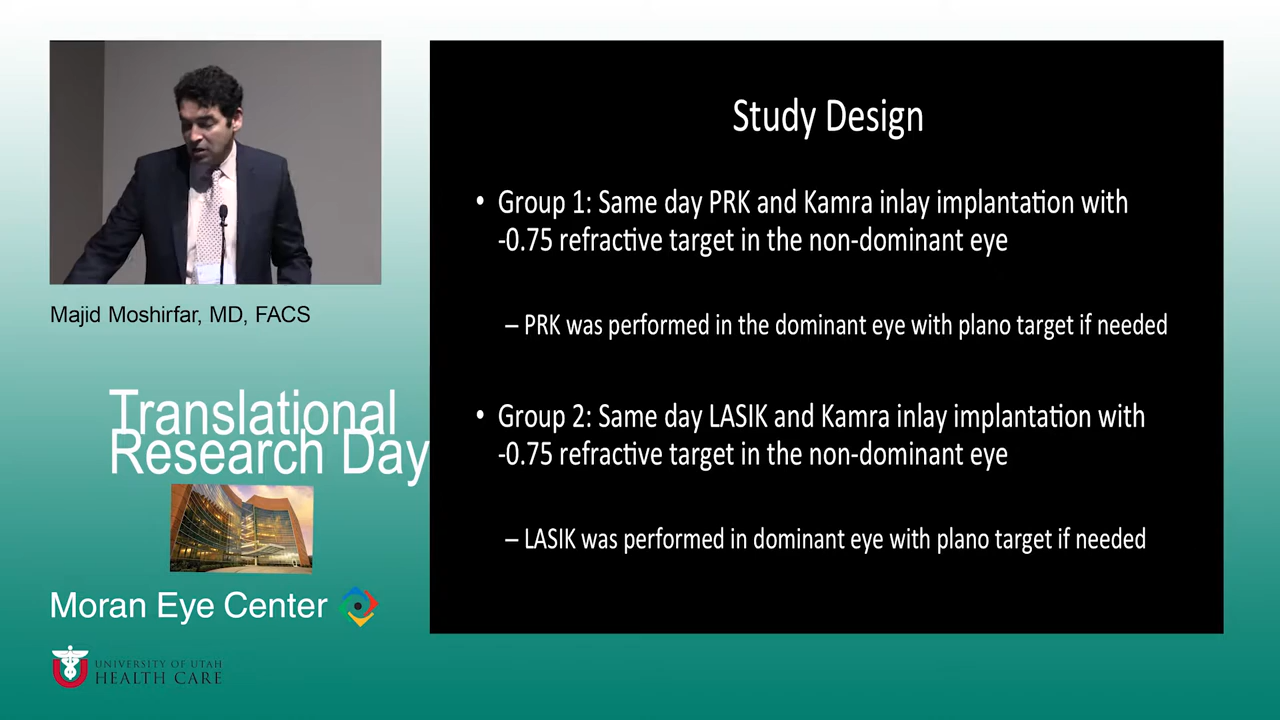 Majid Moshirfar, MD, FACS
Translational
Research Day
Moran Eye Center
UNIVERSITY OF UTAH
HEALTH CARE
Study Design
• Group 1: Same day PRK and Kamra inlay implantation with
-0.75 refractive target in the non-dominant eye
– PRK was performed in the dominant eye with plano target if needed
• Group 2: Same day LASIK and Kamra inlay implantation with
-0.75 refractive target in the non-dominant eye
– LASIK was performed in dominant eye with plano target if needed